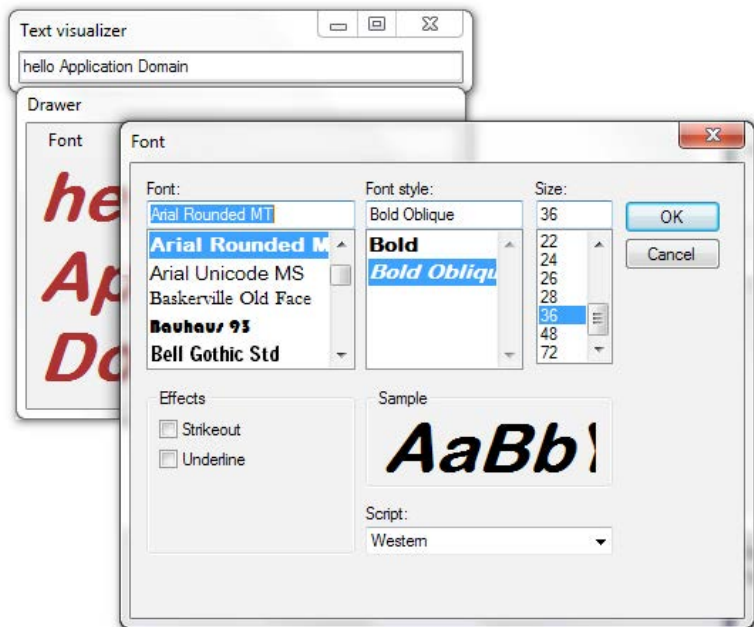 Text visualizer
hello Application Domain
Drawer
Font
he
Ap
Do
Font
Font:
Arial Rounded MT
Arial Rounded M
Arial Unicode MS
Baskerville Old Face
Bauhaus 93
Bell Gothic Std
Font style:
Bold Oblique
Bold
Bold Obliqu
Size:
36
22
24
26
28
36
48
72
OK
Cancel
Effects
Strikeout
Underline
Sample
AaBbY
Script:
Western